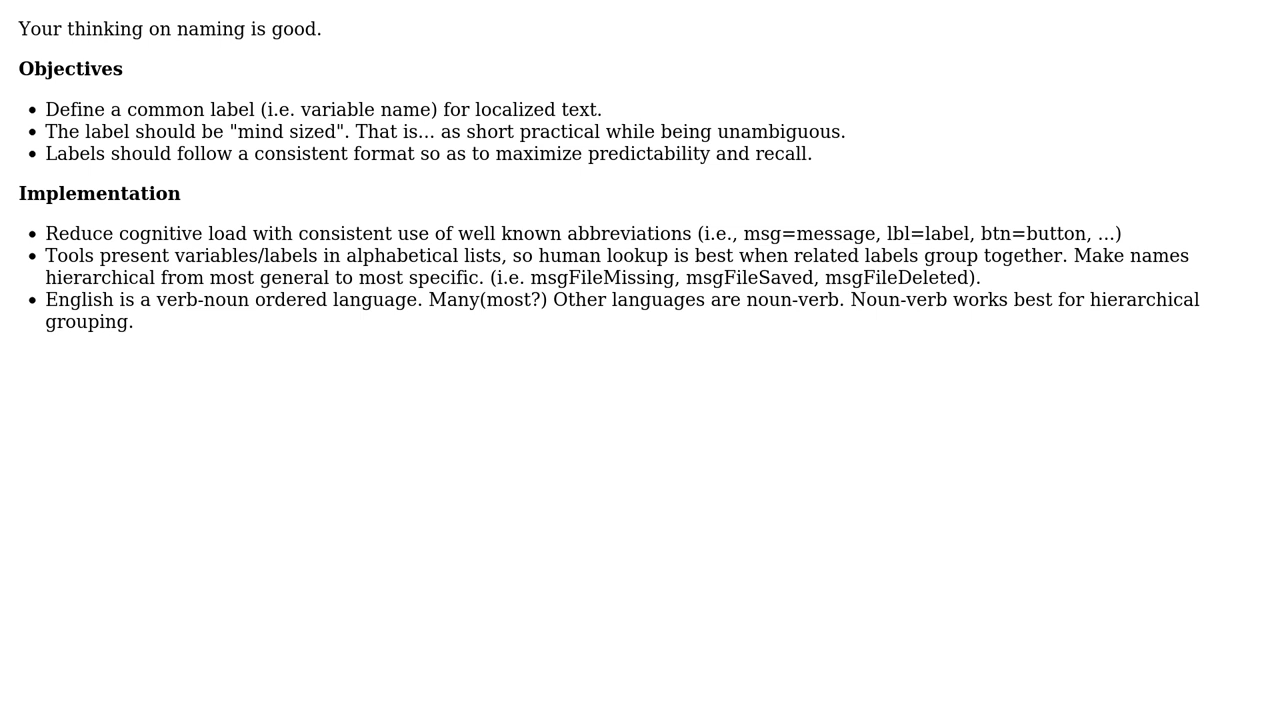 Your thinking on naming is good.
Objectives
• Define a common label (i.e. variable name) for localized text.
• The label should be "mind sized". That is... as short practical while being unambiguous.
• Labels should follow a consistent format so as to maximize predictability and recall.
Implementation
• Reduce cognitive load with consistent use of well known abbreviations (i.e., msg=message, lbl=label, btn=button, ...)
• Tools present variables/labels in alphabetical lists, so human lookup is best when related labels group together. Make names
hierarchical from most general to most specific. (i.e. msgFileMissing, msgFileSaved, msgFileDeleted).
• English is a verb-noun ordered language. Many(most?) Other languages are noun-verb. Noun-verb works best for hierarchical
grouping.